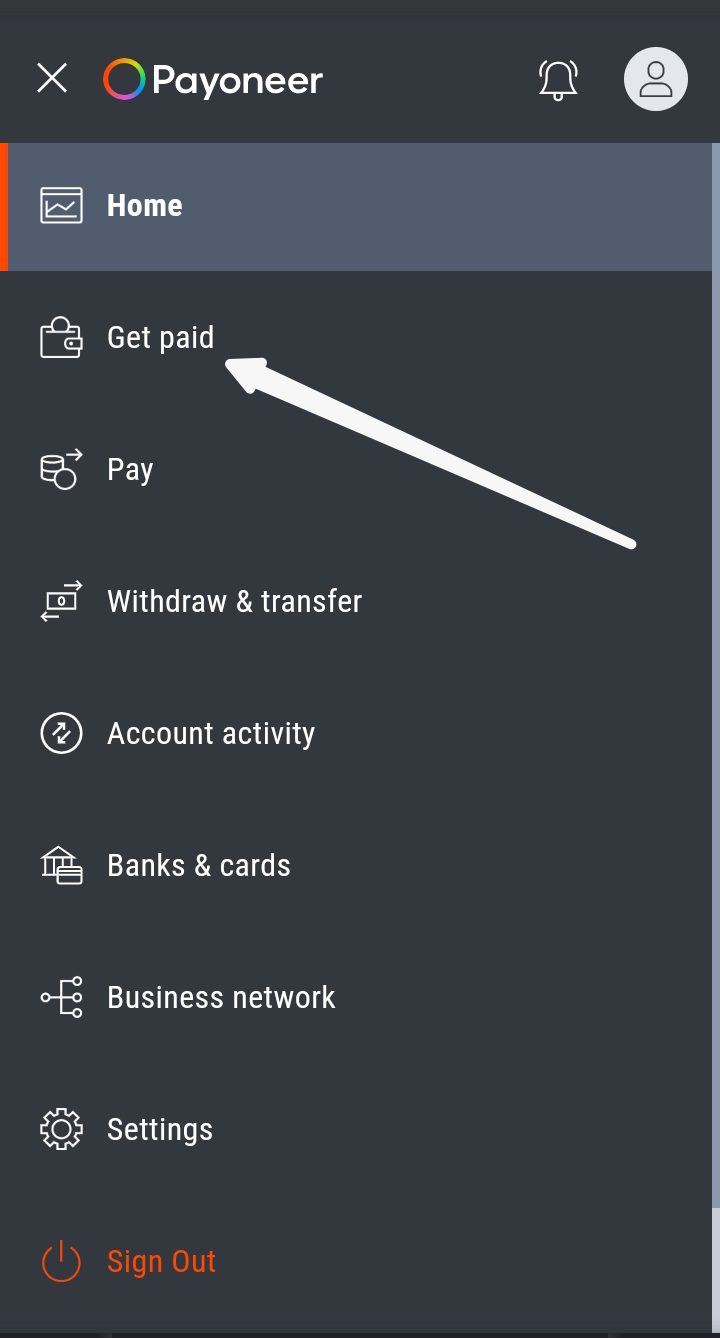 Payoneer
Home
Get paid
Pay
Withdraw & transfer
Account activity
Banks & cards
Business network
Settings
Sign Out